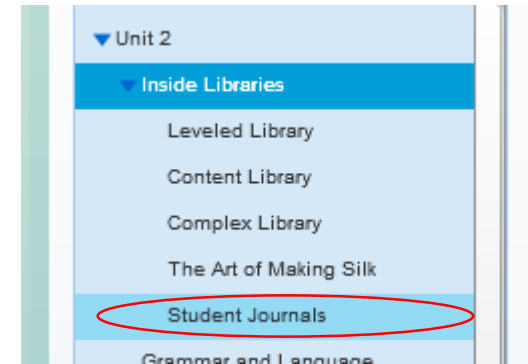 Unit 2
Inside Libraries
Leveled Library
Content Library
Complex Library
The Art of Making Silk
Student Journals
Grammar and Language